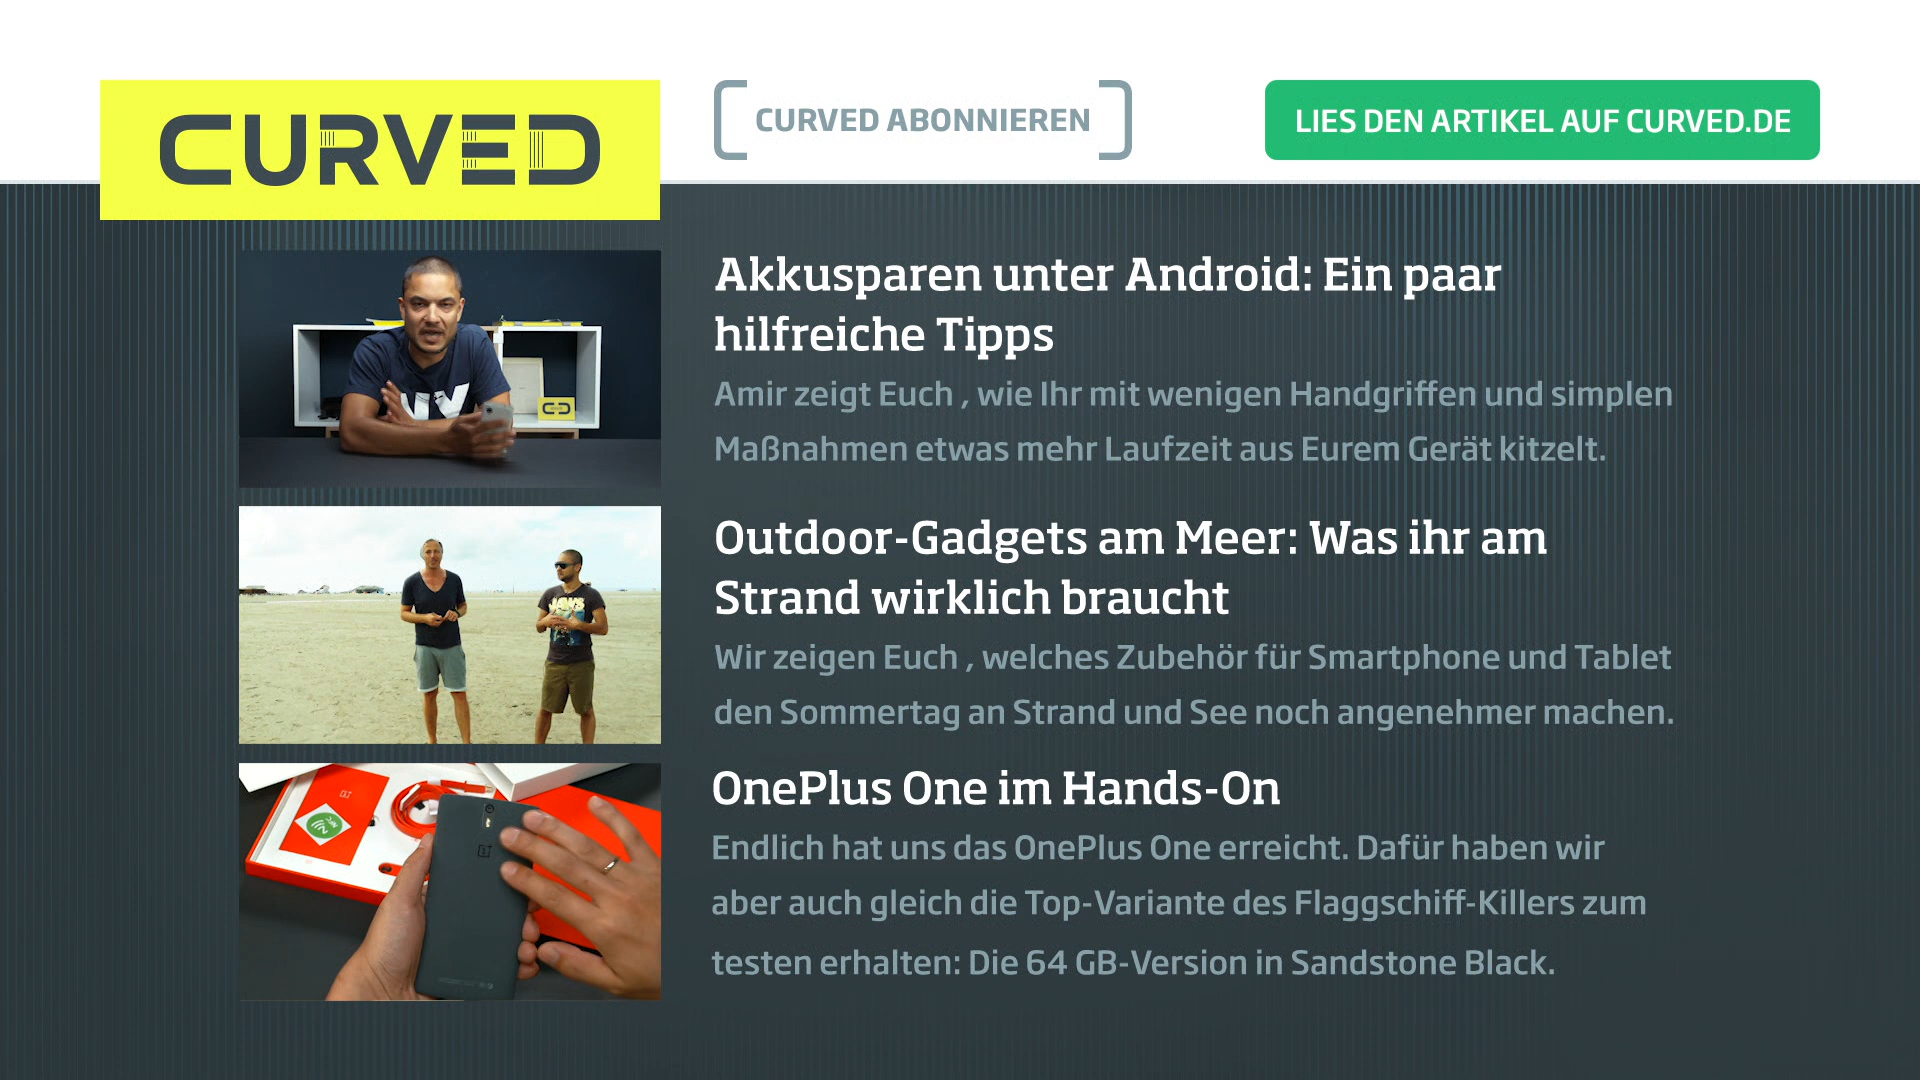 CURVED
CURVED ABONNIEREN
LIES DEN ARTIKEL AUF CURVED.DE
Akkusparen unter Android: Ein paar
hilfreiche Tipps
Amir zeigt Euch , wie Ihr mit wenigen Handgriffen und simplen
Maßnahmen etwas mehr Laufzeit aus Eurem Gerät kitzelt.
Outdoor-Gadgets am Meer: Was ihr am
Strand wirklich braucht
Wir zeigen Euch , welches Zubehör für Smartphone und Tablet
den Sommertag an Strand und See noch angenehmer machen.
OnePlus One im Hands-On
Endlich hat uns das OnePlus One erreicht. Dafür haben wir
aber auch gleich die Top-Variante des Flaggschiff-Killers zum
testen erhalten: Die 64 GB-Version in Sandstone Black.